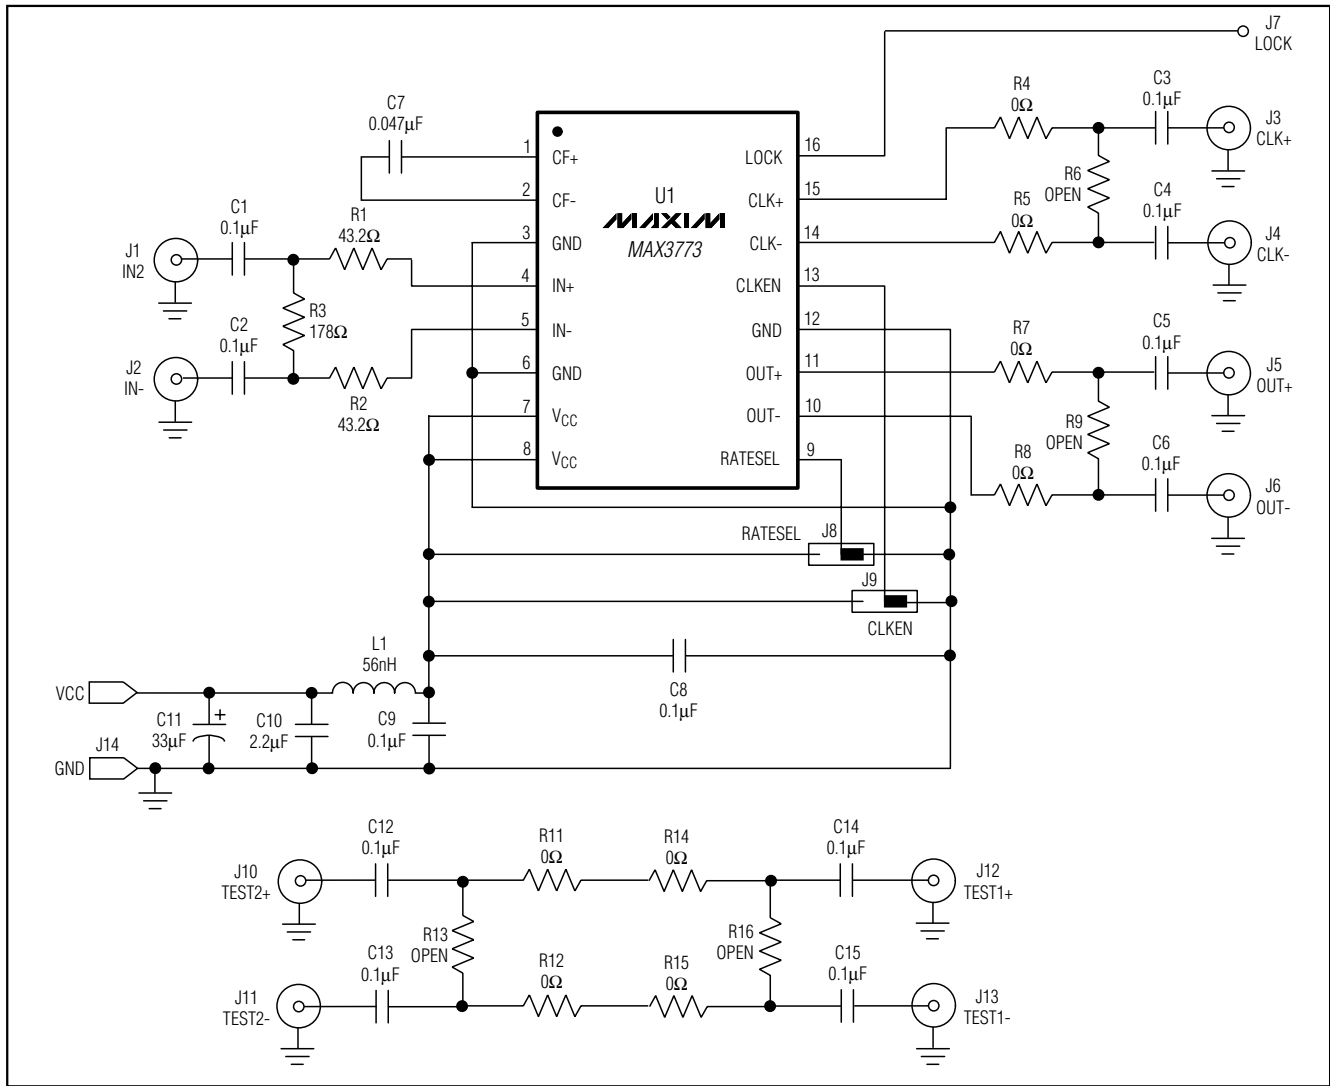 J7
LOCK
C7
0.047µF
R4
0Ω
C3
0.1µF
J3
CLK+
1
CF+
LOCK
16
2
CF-
U1
MAXIM
MAX3773
CLK+
15
R6
OPEN
C1
0.1µF
R1
43.2Ω
3
GND
CLK-
14
R5
0Ω
C4
0.1µF
J4
CLK-
J1
IN2
4
IN+
CLKEN
13
R3
178Ω
5
IN-
GND
12
C2
0.1µF
J2
IN-
R2
43.2Ω
6
GND
OUT+
11
R7
0Ω
C5
0.1µF
J5
OUT+
7
VCC
OUT-
10
R9
OPEN
8
VCC
RATESEL
9
R8
0Ω
C6
0.1µF
J6
OUT-
RATESEL
J8
J9
CLKEN
L1
56nH
VCC
C8
0.1µF
C11
33µF
+
C10
2.2µF
C9
0.1µF
J14
GND
C12
0.1µF
R11
0Ω
R14
0Ω
C14
0.1µF
J10
TEST2+
J12
TEST1+
R13
OPEN
R16
OPEN
C13
0.1µF
R12
0Ω
R15
0Ω
C15
0.1µF
J11
TEST2-
J13
TEST1-